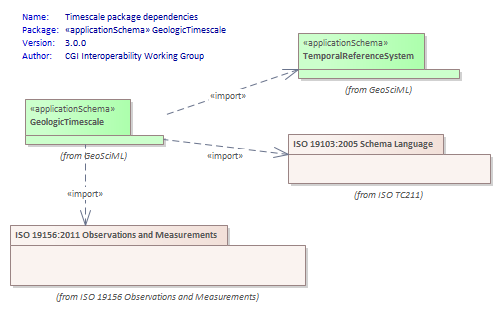 Name: Timescale package dependencies
Package: «applicationSchema» GeologicTimescale
Version: 3.0.0
Author: CGI Interoperability Working Group
«applicationSchema»
TemporalReferenceSystem
(from GeoSciML)
«import»
«applicationSchema»
GeologicTimescale
(from GeoSciML)
«import»
ISO 19103:2005 Schema Language
(from ISO TC211)
«import»
ISO 19156:2011 Observations and Measurements
(from ISO 19156 Observations and Measurements)